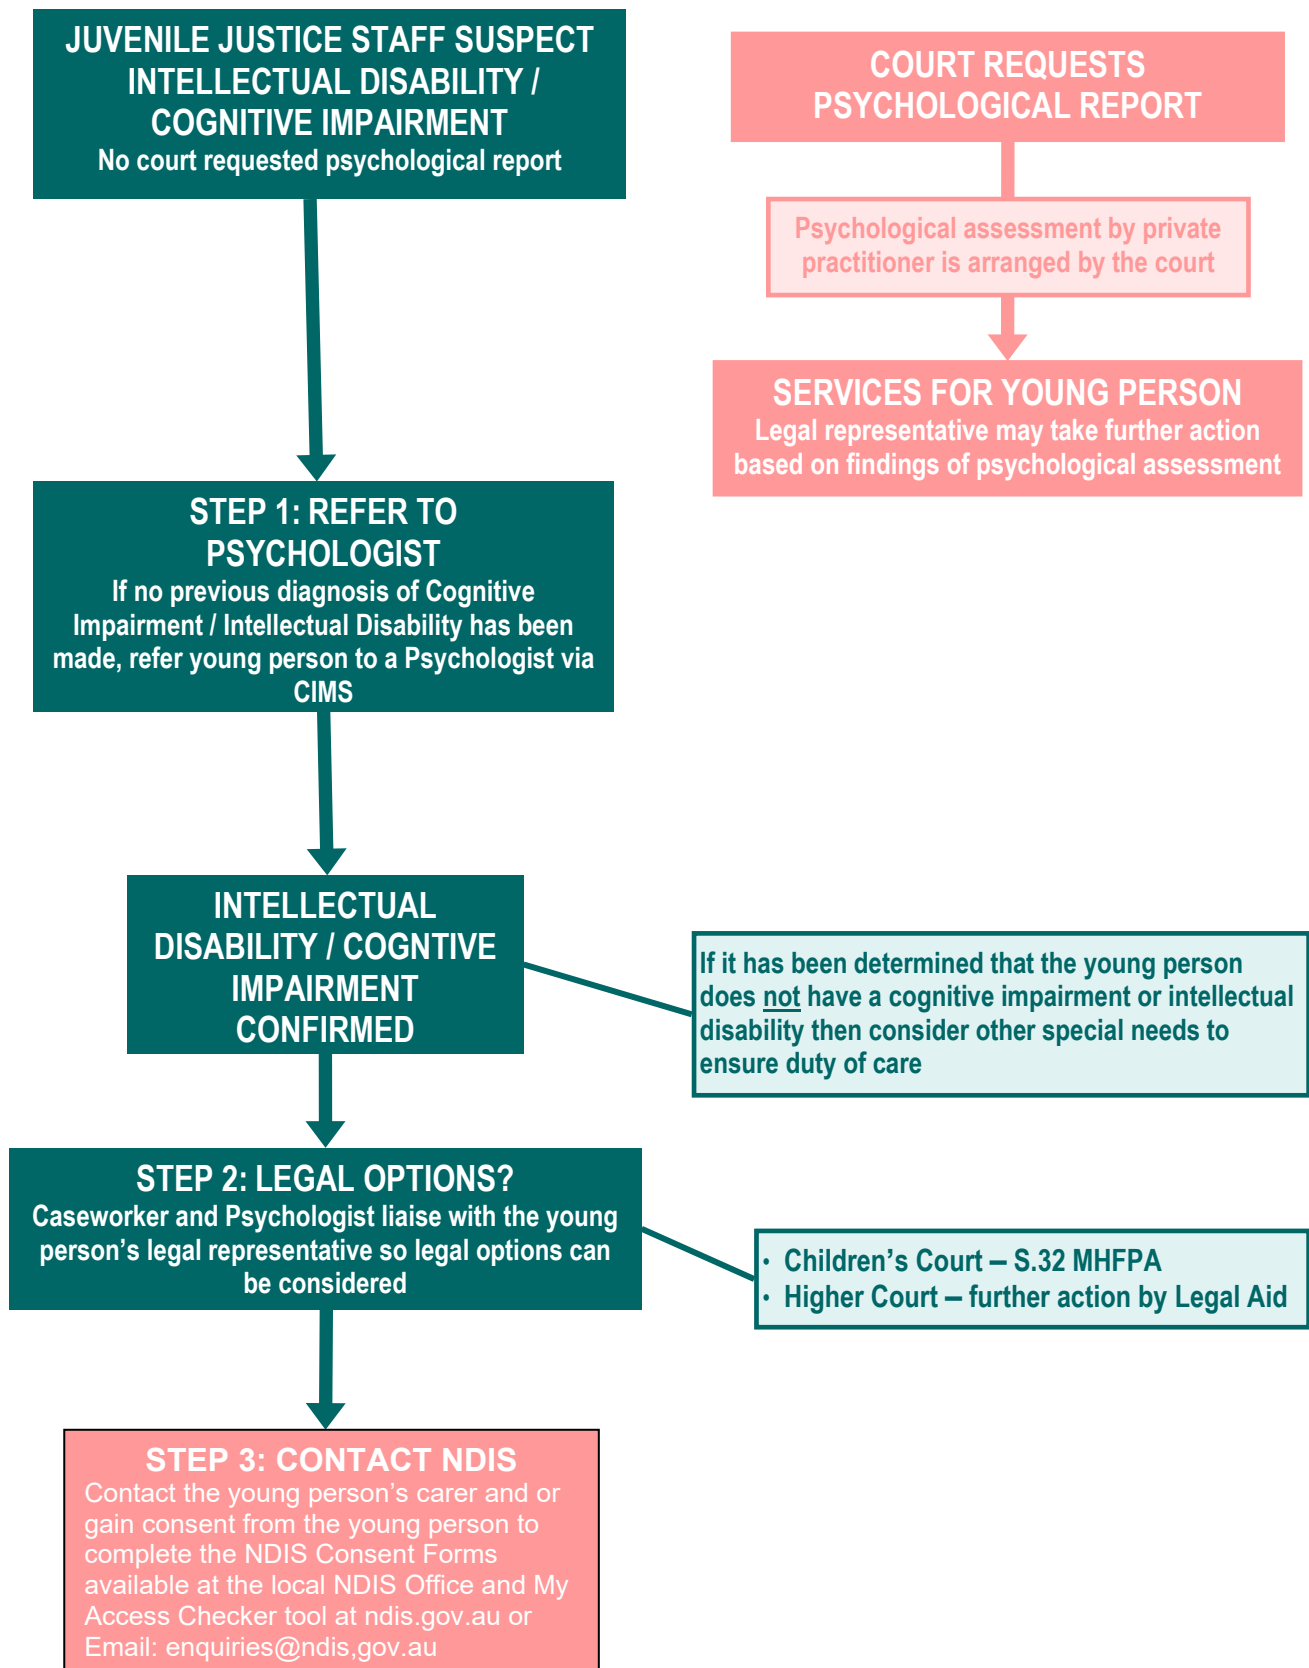 JUVENILE JUSTICE STAFF SUSPECT
INTELLECTUAL DISABILITY /
COGNITIVE IMPAIRMENT
No court requested psychological report
COURT REQUESTS
PSYCHOLOGICAL REPORT
Psychological assessment by private
practitioner is arranged by the court
SERVICES FOR YOUNG PERSON
Legal representative may take further action
based on findings of psychological assessment
STEP 1: REFER TO
PSYCHOLOGIST
If no previous diagnosis of Cognitive
Impairment / Intellectual Disability has been
made, refer young person to a Psychologist via
CIMS
INTELLECTUAL
DISABILITY / COGNTIVE
IMPAIRMENT
CONFIRMED
If it has been determined that the young person
does not have a cognitive impairment or intellectual
disability then consider other special needs to
ensure duty of care
STEP 2: LEGAL OPTIONS?
Caseworker and Psychologist liaise with the young
person's legal representative so legal options can
be considered
• Children's Court – S.32 MHFPA
• Higher Court – further action by Legal Aid
STEP 3: CONTACT NDIS
Contact the young person's carer and or
gain consent from the young person to
complete the NDIS Consent Forms
available at the local NDIS Office and My
Access Checker tool at ndis.gov.au or
Email: enquiries@ndis,gov.au